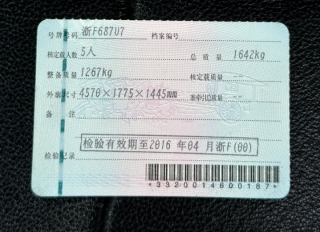 号牌号码 浙F687U7 档案编号
核定载人数 5人 总质量 1642kg
整备质量 1267kg 核定载质量
外廓尺寸 4570×1775×1445mm 准牵引总质量
备注
检验有效期至2016年04月浙F(00)
检验记录
*3320014600187*